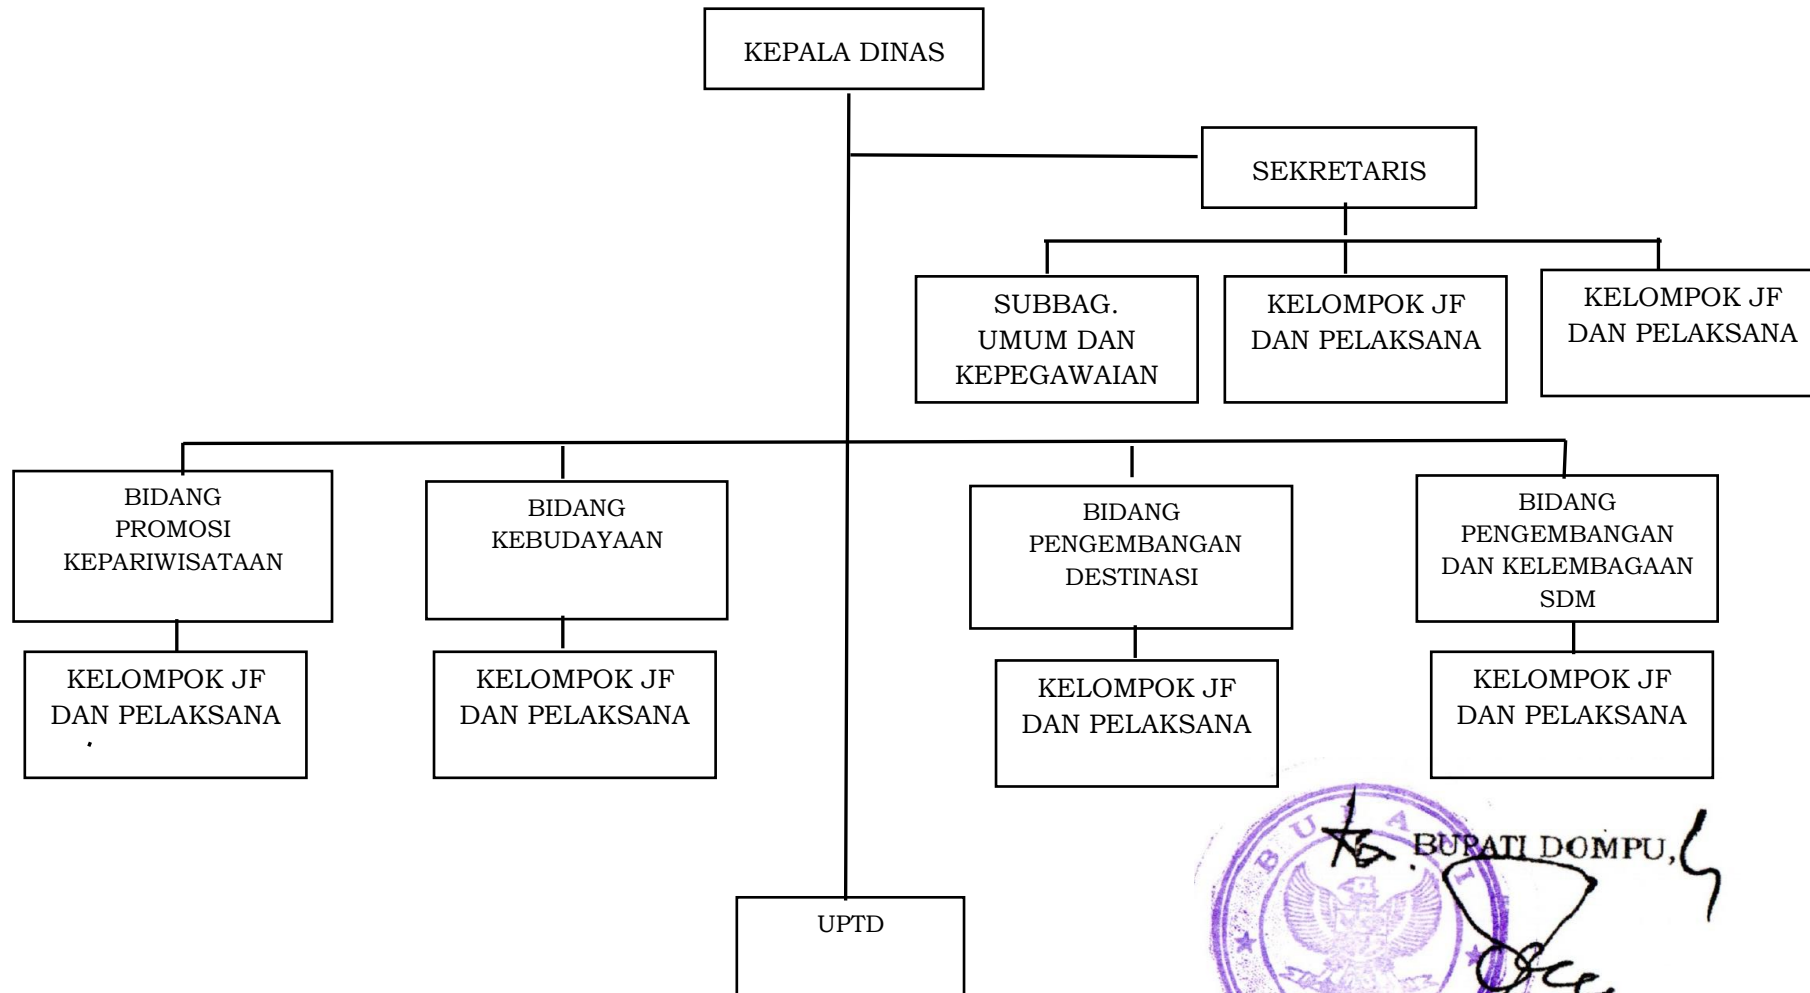 KEPALA DINAS
SEKRETARIS
SUBBAG.
UMUM DAN
KEPEGAWAIAN
KELOMPOK JF
DAN PELAKSANA
KELOMPOK JF
DAN PELAKSANA
BIDANG
PROMOSI
KEPARIWISATAAN
BIDANG
KEBUDAYAAN
BIDANG
PENGEMBANGAN
DESTINASI
BIDANG
PENGEMBANGAN
DAN KELEMBAGAAN
SDM
KELOMPOK JF
DAN PELAKSANA
.
KELOMPOK JF
DAN PELAKSANA
KELOMPOK JF
DAN PELAKSANA
KELOMPOK JF
DAN PELAKSANA
UPTD
BUPATI DOMPU,
BUPATI